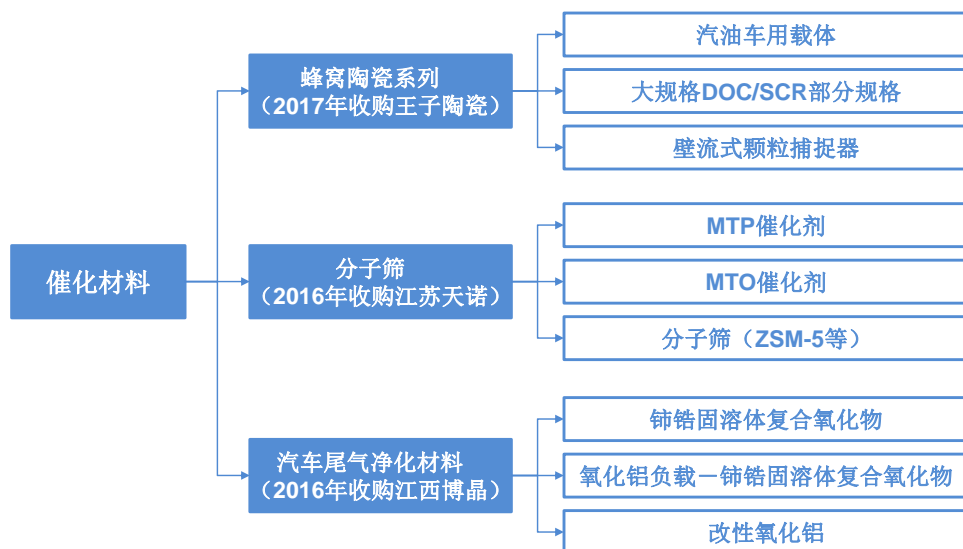 催化材料
蜂窝陶瓷系列
（2017年收购王子陶瓷）
汽油车用载体
大规格DOC/SCR部分规格
壁流式颗粒捕捉器
分子筛
（2016年收购江苏天诺）
MTP催化剂
MTO催化剂
分子筛（ZSM-5等）
汽车尾气净化材料
（2016年收购江西博晶）
铈锆固溶体复合氧化物
氧化铝负载－铈锆固溶体复合氧化物
改性氧化铝